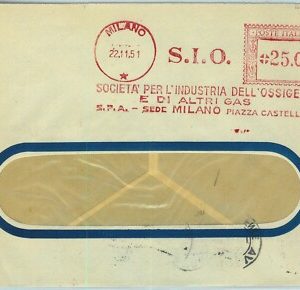 MILANO
22.11.51
S.I.O.
POSTE ITAL
25.0
SOCIETA' PER L'INDUSTRIA DELL'OSSIGE
E DI ALTRI GAS
S.P.A. - SEDE MILANO PIAZZA CASTELL